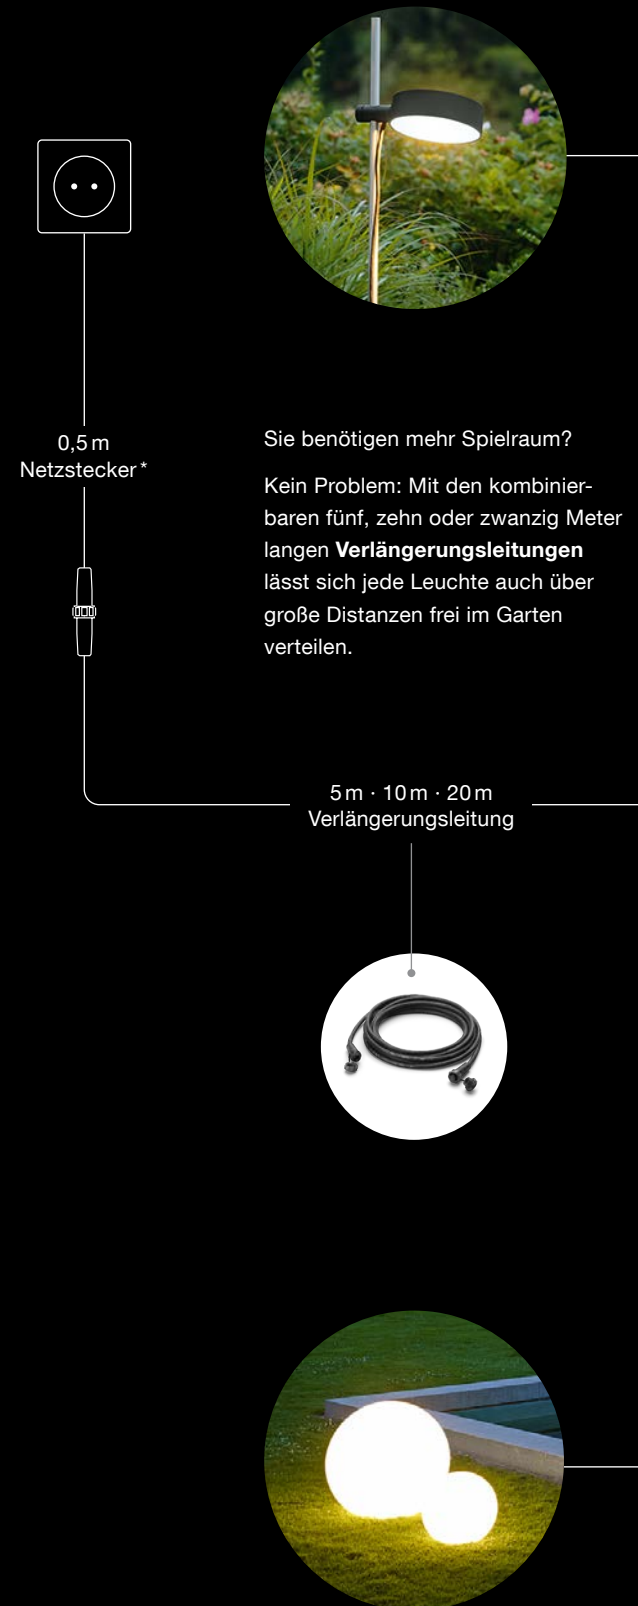 0,5 m
Netzstecker *
Sie benötigen mehr Spielraum?
Kein Problem: Mit den kombinier-
baren fünf, zehn oder zwanzig Meter
langen Verlängerungsleitungen
lässt sich jede Leuchte auch über
große Distanzen frei im Garten
verteilen.
5 m · 10 m · 20 m
Verlängerungsleitung